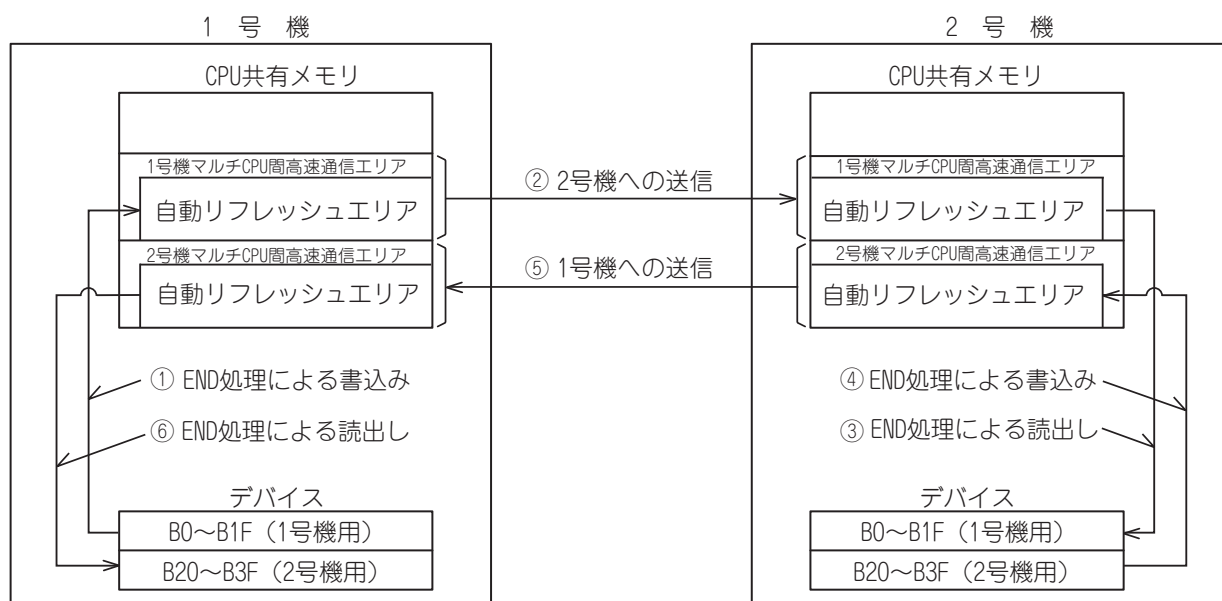 1 号 機
2 号 機
CPU共有メモリ
CPU共有メモリ
1号機マルチCPU間高速通信エリア
自動リフレッシュエリア
2号機マルチCPU間高速通信エリア
自動リフレッシュエリア
② 2号機への送信
⑤ 1号機への送信
1号機マルチCPU間高速通信エリア
自動リフレッシュエリア
2号機マルチCPU間高速通信エリア
自動リフレッシュエリア
① END処理による書込み
⑥ END処理による読出し
④ END処理による書込み
③ END処理による読出し
デバイス
B0～B1F（1号機用）
B20～B3F（2号機用）
デバイス
B0～B1F（1号機用）
B20～B3F（2号機用）